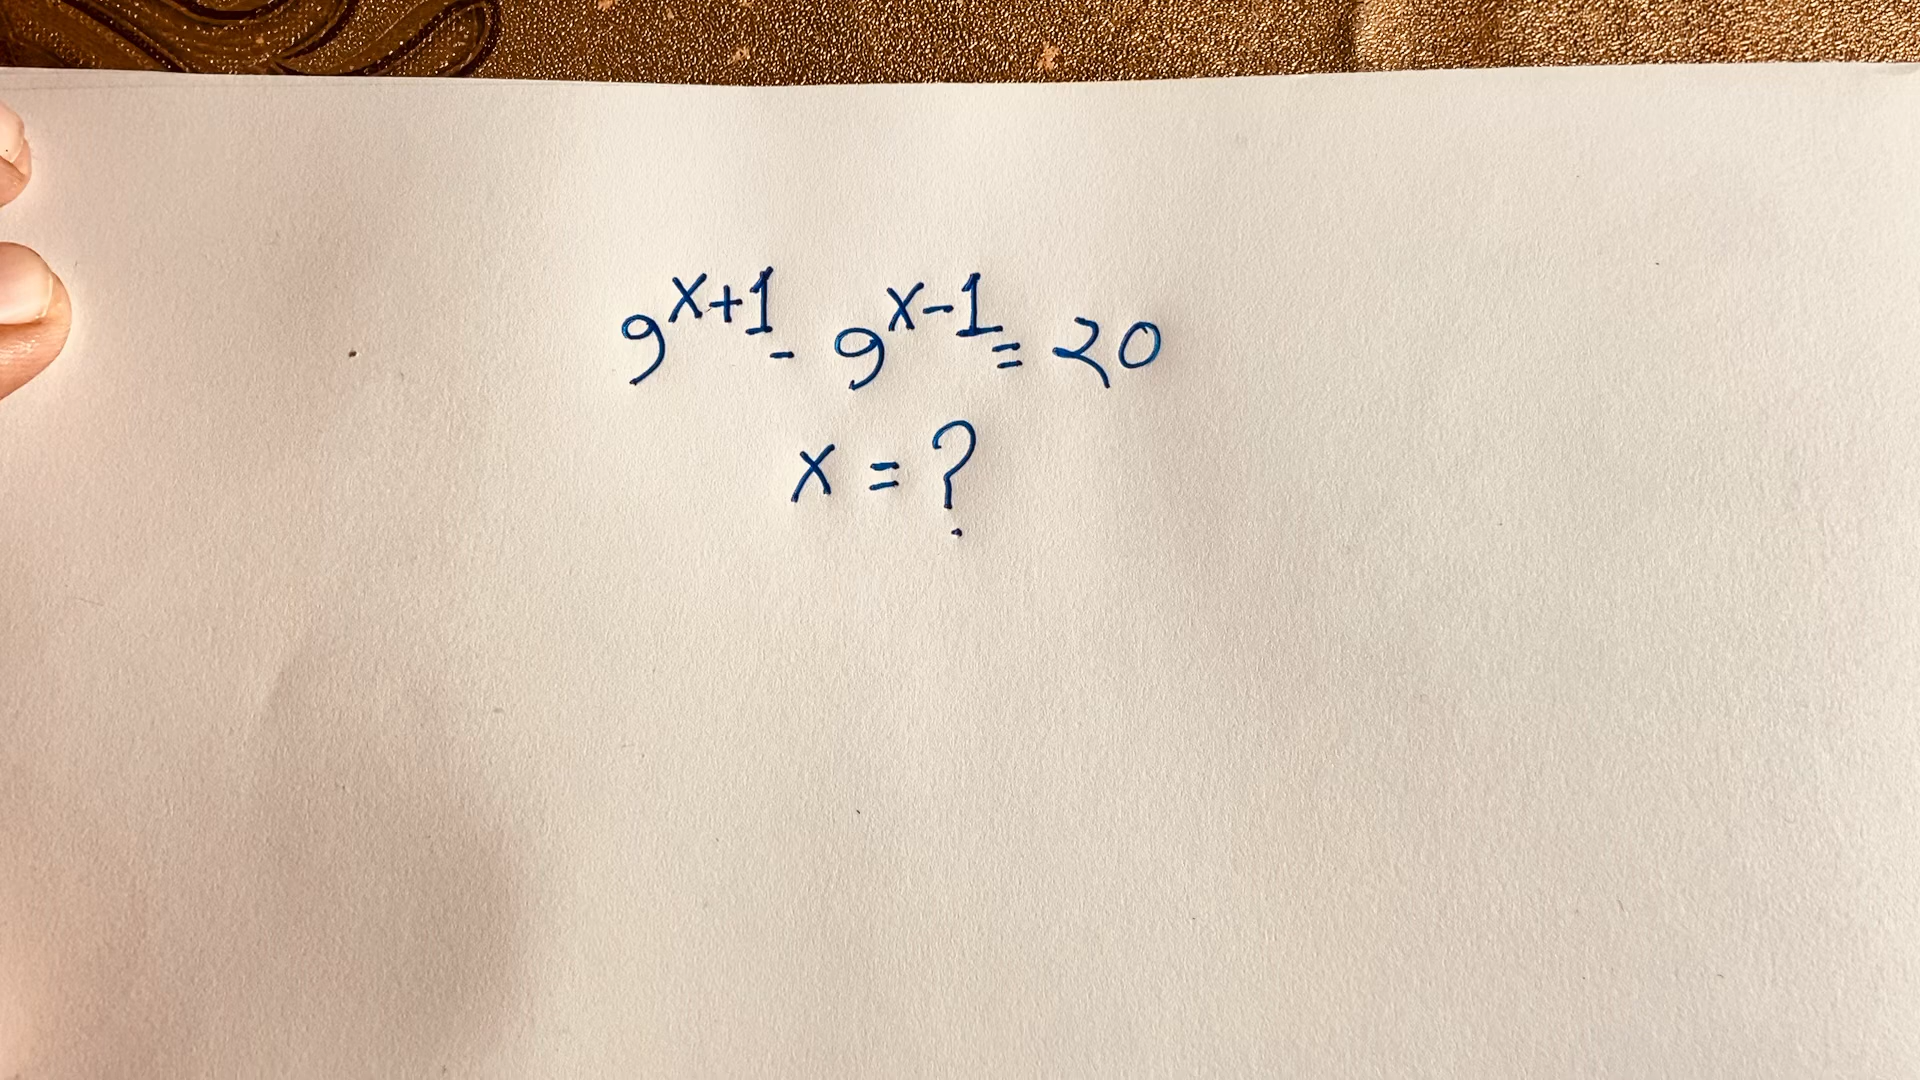 9^{x+1} - 9^{x-1} = 20
x = ?